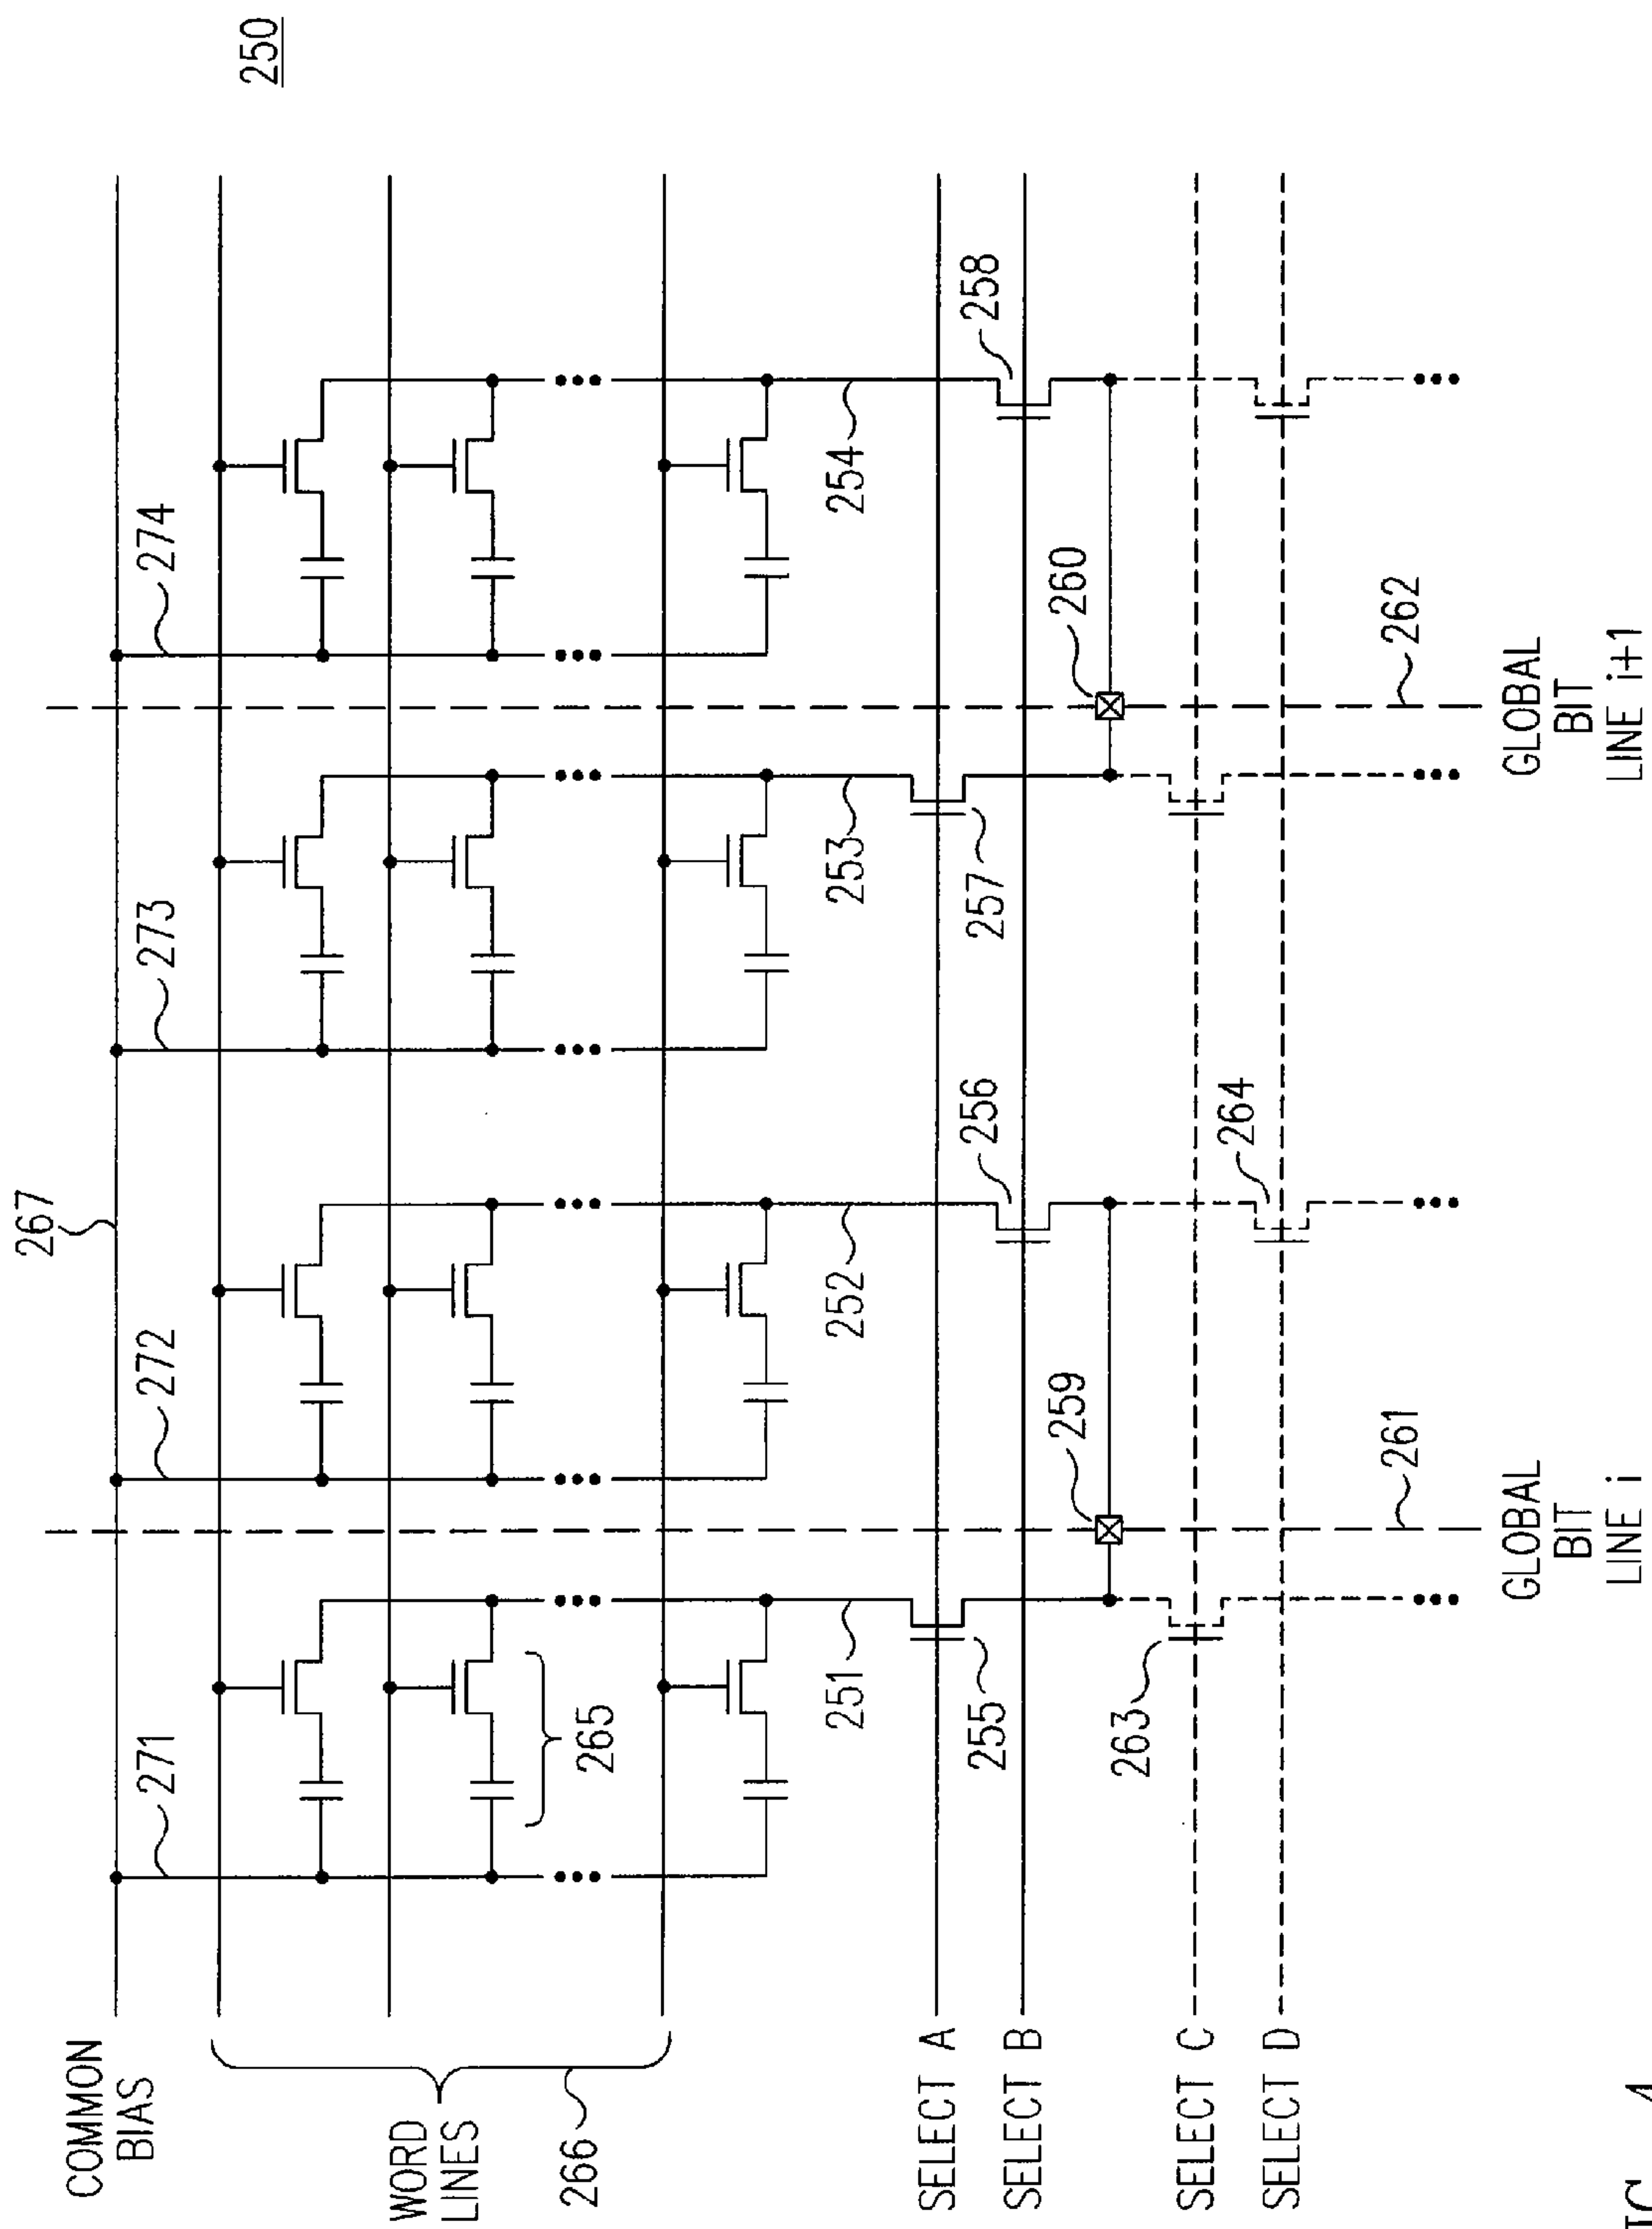 250
267
COMMON
BIAS
271
272
273
274
WORD
LINES
266
265
251
252
253
254
SELECT A
255
257
SELECT B
256
258
259
260
SELECT C
263
SELECT D
264
261
262
GLOBAL
BIT
LINE i
GLOBAL
BIT
LINE i+1